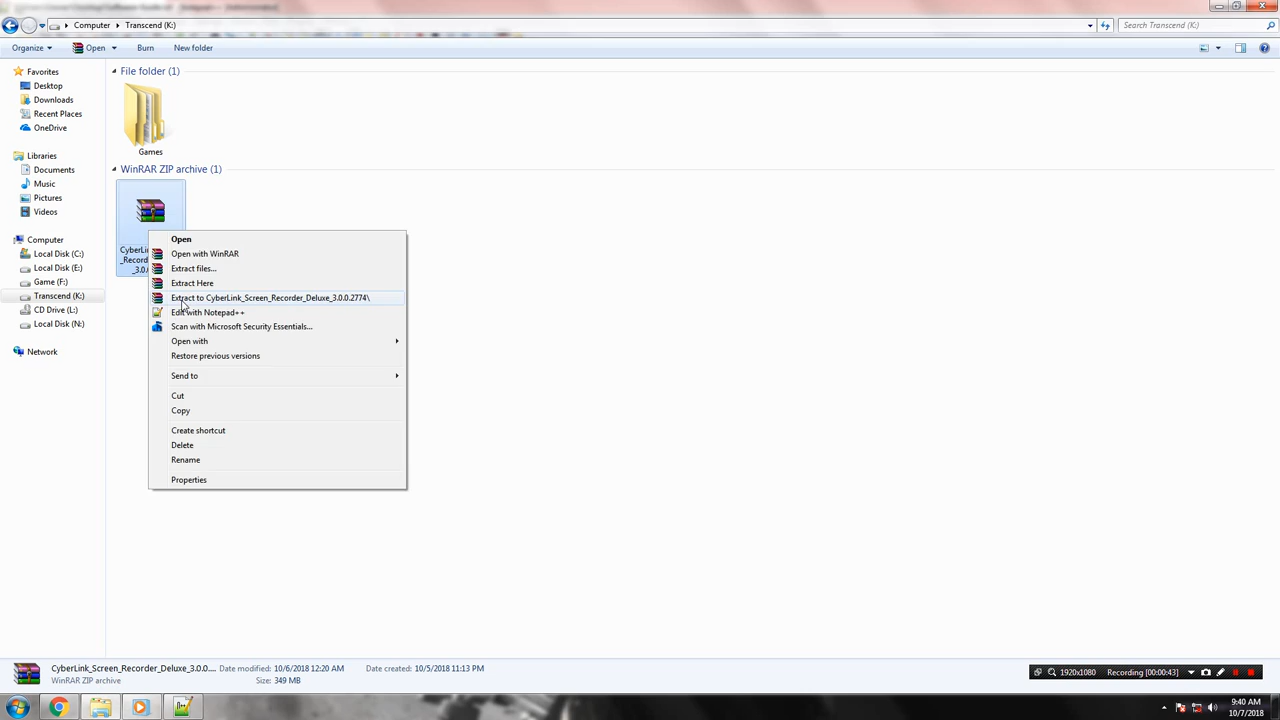 Computer ▸ Transcend (K:)
Search Transcend (K:)
Organize
Open
Burn
New folder
Favorites
Desktop
Downloads
Recent Places
OneDrive
Libraries
Documents
Music
Pictures
Videos
Computer
Local Disk (C:)
Local Disk (E:)
Game (F:)
Transcend (K:)
CD Drive (L:)
Local Disk (N:)
Network
File folder (1)
Games
WinRAR ZIP archive (1)
Open
Open with WinRAR
Extract files...
Extract Here
Extract to CyberLink_Screen_Recorder_Deluxe_3.0.0.2774\
Edit with Notepad++
Scan with Microsoft Security Essentials...
Open with
Restore previous versions
Send to
Cut
Copy
Create shortcut
Delete
Rename
Properties
CyberLink_Screen_Recorder_Deluxe_3.0.0.... Date modified: 10/6/2018 12:20 AM Date created: 10/5/2018 11:13 PM
WinRAR ZIP archive Size: 349 MB
1920x1080 Recording [00:00:43]
9:40 AM
10/7/2018